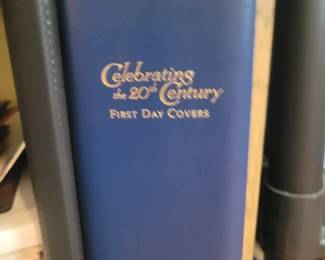 Celebrating
the 20th Century
FIRST DAY COVERS